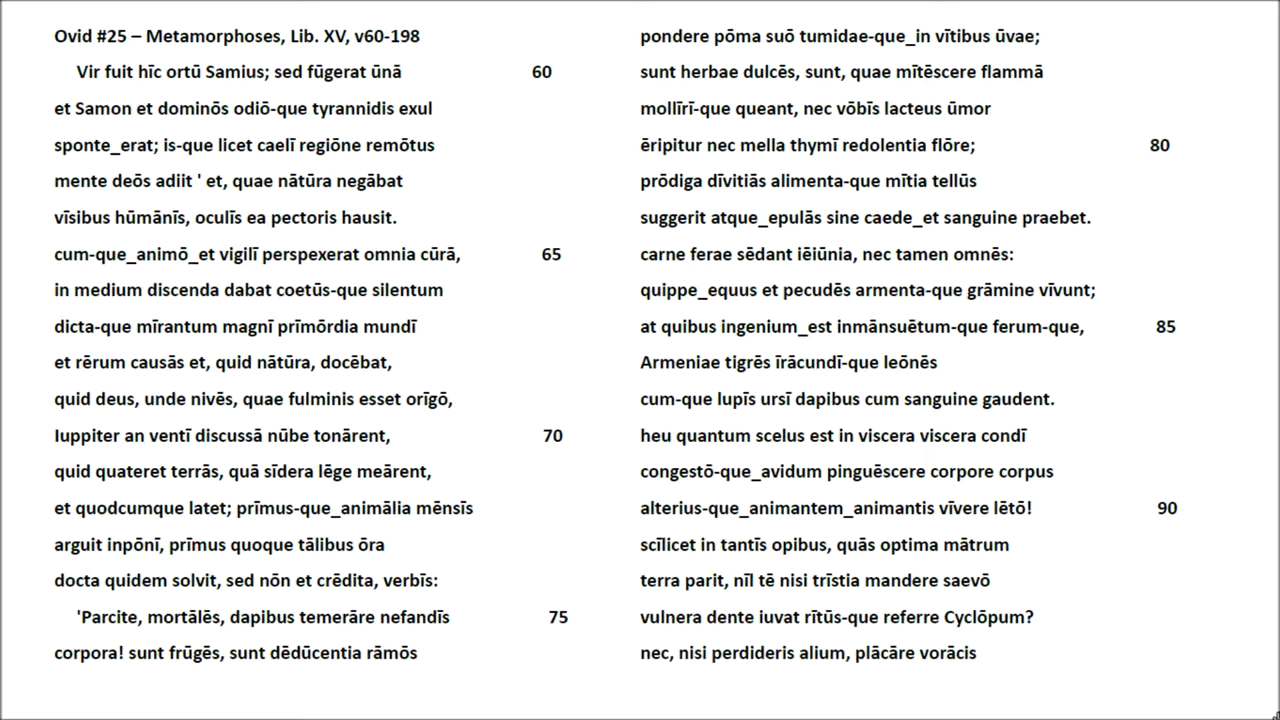 Ovid #25 – Metamorphoses, Lib. XV, v60-198
Vir fuit hīc ortū Samius; sed fūgerat ūnā 60
et Samon et dominōs odiō-que tyrannidis exul
sponte_erat; is-que licet caelī regiōne remōtus
mente deōs adiit ' et, quae nātūra negābat
vīsibus hūmānīs, oculīs ea pectoris hausit.
cum-que_animō_et vigilī perspexerat omnia cūrā, 65
in medium discenda dabat coetūs-que silentum
dicta-que mīrantum magnī prīmōrdia mundī
et rērum causās et, quid nātūra, docēbat,
quid deus, unde nivēs, quae fulminis esset orīgō,
Iuppiter an ventī discussā nūbe tonārent, 70
quid quateret terrās, quā sīdera lēge meārent,
et quodcumque latet; prīmus-que_animālia mēnsīs
arguit inpōnī, prīmus quoque tālibus ōra
docta quidem solvit, sed nōn et crēdita, verbīs:
'Parcite, mortālēs, dapibus temerāre nefandīs 75
corpora! sunt frūgēs, sunt dēdūcentia rāmōs
pondere pōma suō tumidae-que_in vītibus ūvae;
sunt herbae dulcēs, sunt, quae mītēscere flammā
mollīrī-que queant, nec vōbīs lacteus ūmor
ēripitur nec mella thymī redolentia flōre; 80
prōdiga dīvitiās alimenta-que mītia tellūs
suggerit atque_epulās sine caede_et sanguine praebet.
carne ferae sēdant iēiūnia, nec tamen omnēs:
quippe_equus et pecudēs armenta-que grāmine vīvunt;
at quibus ingenium_est inmānsuētum-que ferum-que, 85
Armeniae tigrēs īrācundī-que leōnēs
cum-que lupīs ursī dapibus cum sanguine gaudent.
heu quantum scelus est in viscera viscera condī
congestō-que_avidum pinguēscere corpore corpus
alterius-que_animantem_animantis vīvere lētō! 90
scīlicet in tantīs opibus, quās optima mātrum
terra parit, nīl tē nisi trīstia mandere saevō
vulnera dente iuvat rītūs-que referre Cyclōpum?
nec, nisi perdideris alium, plācāre vorācis